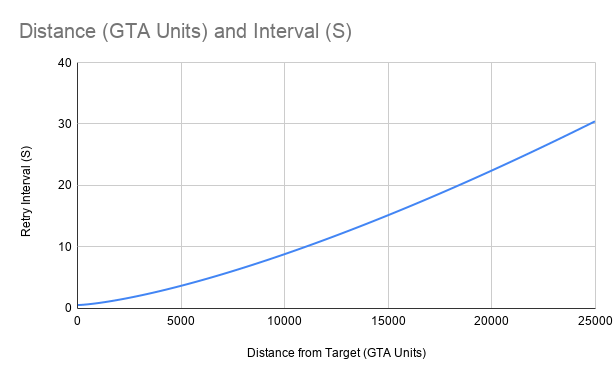 Distance (GTA Units) and Interval (S)
40
30
20
10
0
Retry Interval (S)
0 5000 10000 15000 20000 25000
Distance from Target (GTA Units)